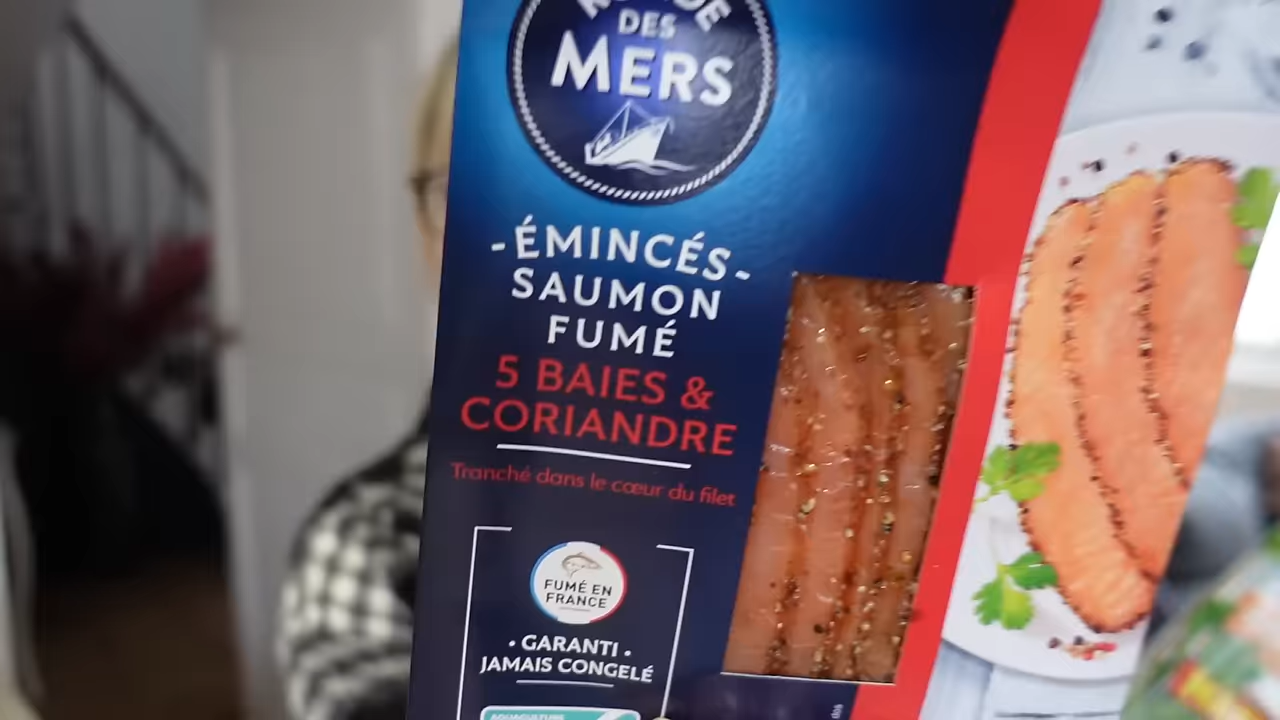 DES
MERS
-ÉMINCÉS-
SAUMON
FUMÉ
5 BAIES &
CORIANDRE
Tranché dans le cœur du filet
FUMÉ EN
FRANCE
• GARANTI •
JAMAIS CONGELÉ
AQUACULTURE